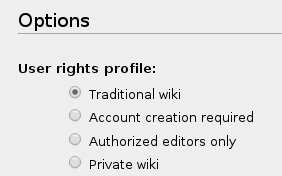 Options
User rights profile:
Traditional wiki
Account creation required
Authorized editors only
Private wiki